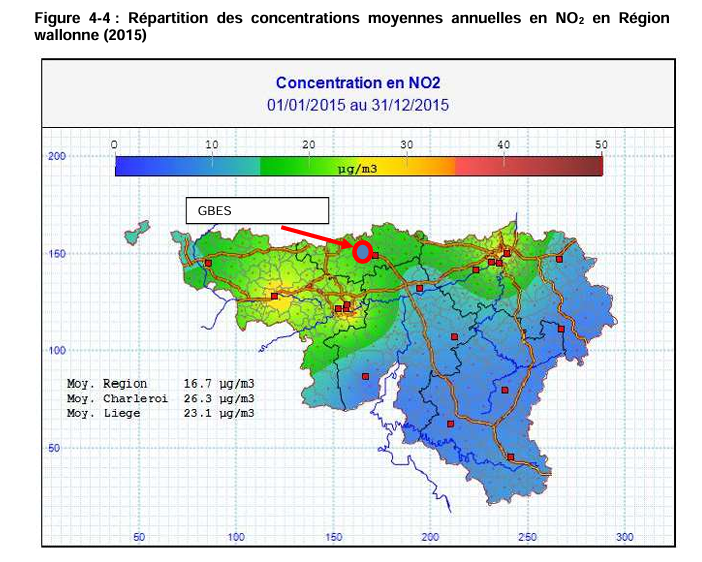 Figure 4-4 : Répartition des concentrations moyennes annuelles en NO₂ en Région
wallonne (2015)
Concentration en NO2
01/01/2015 au 31/12/2015
0 10 20 30 40 50
µg/m3
200
GBES
150
100
Moy. Region 16.7 µg/m3
Moy. Charleroi 26.3 µg/m3
Moy. Liege 23.1 µg/m3
50
50 100 150 200 250 300